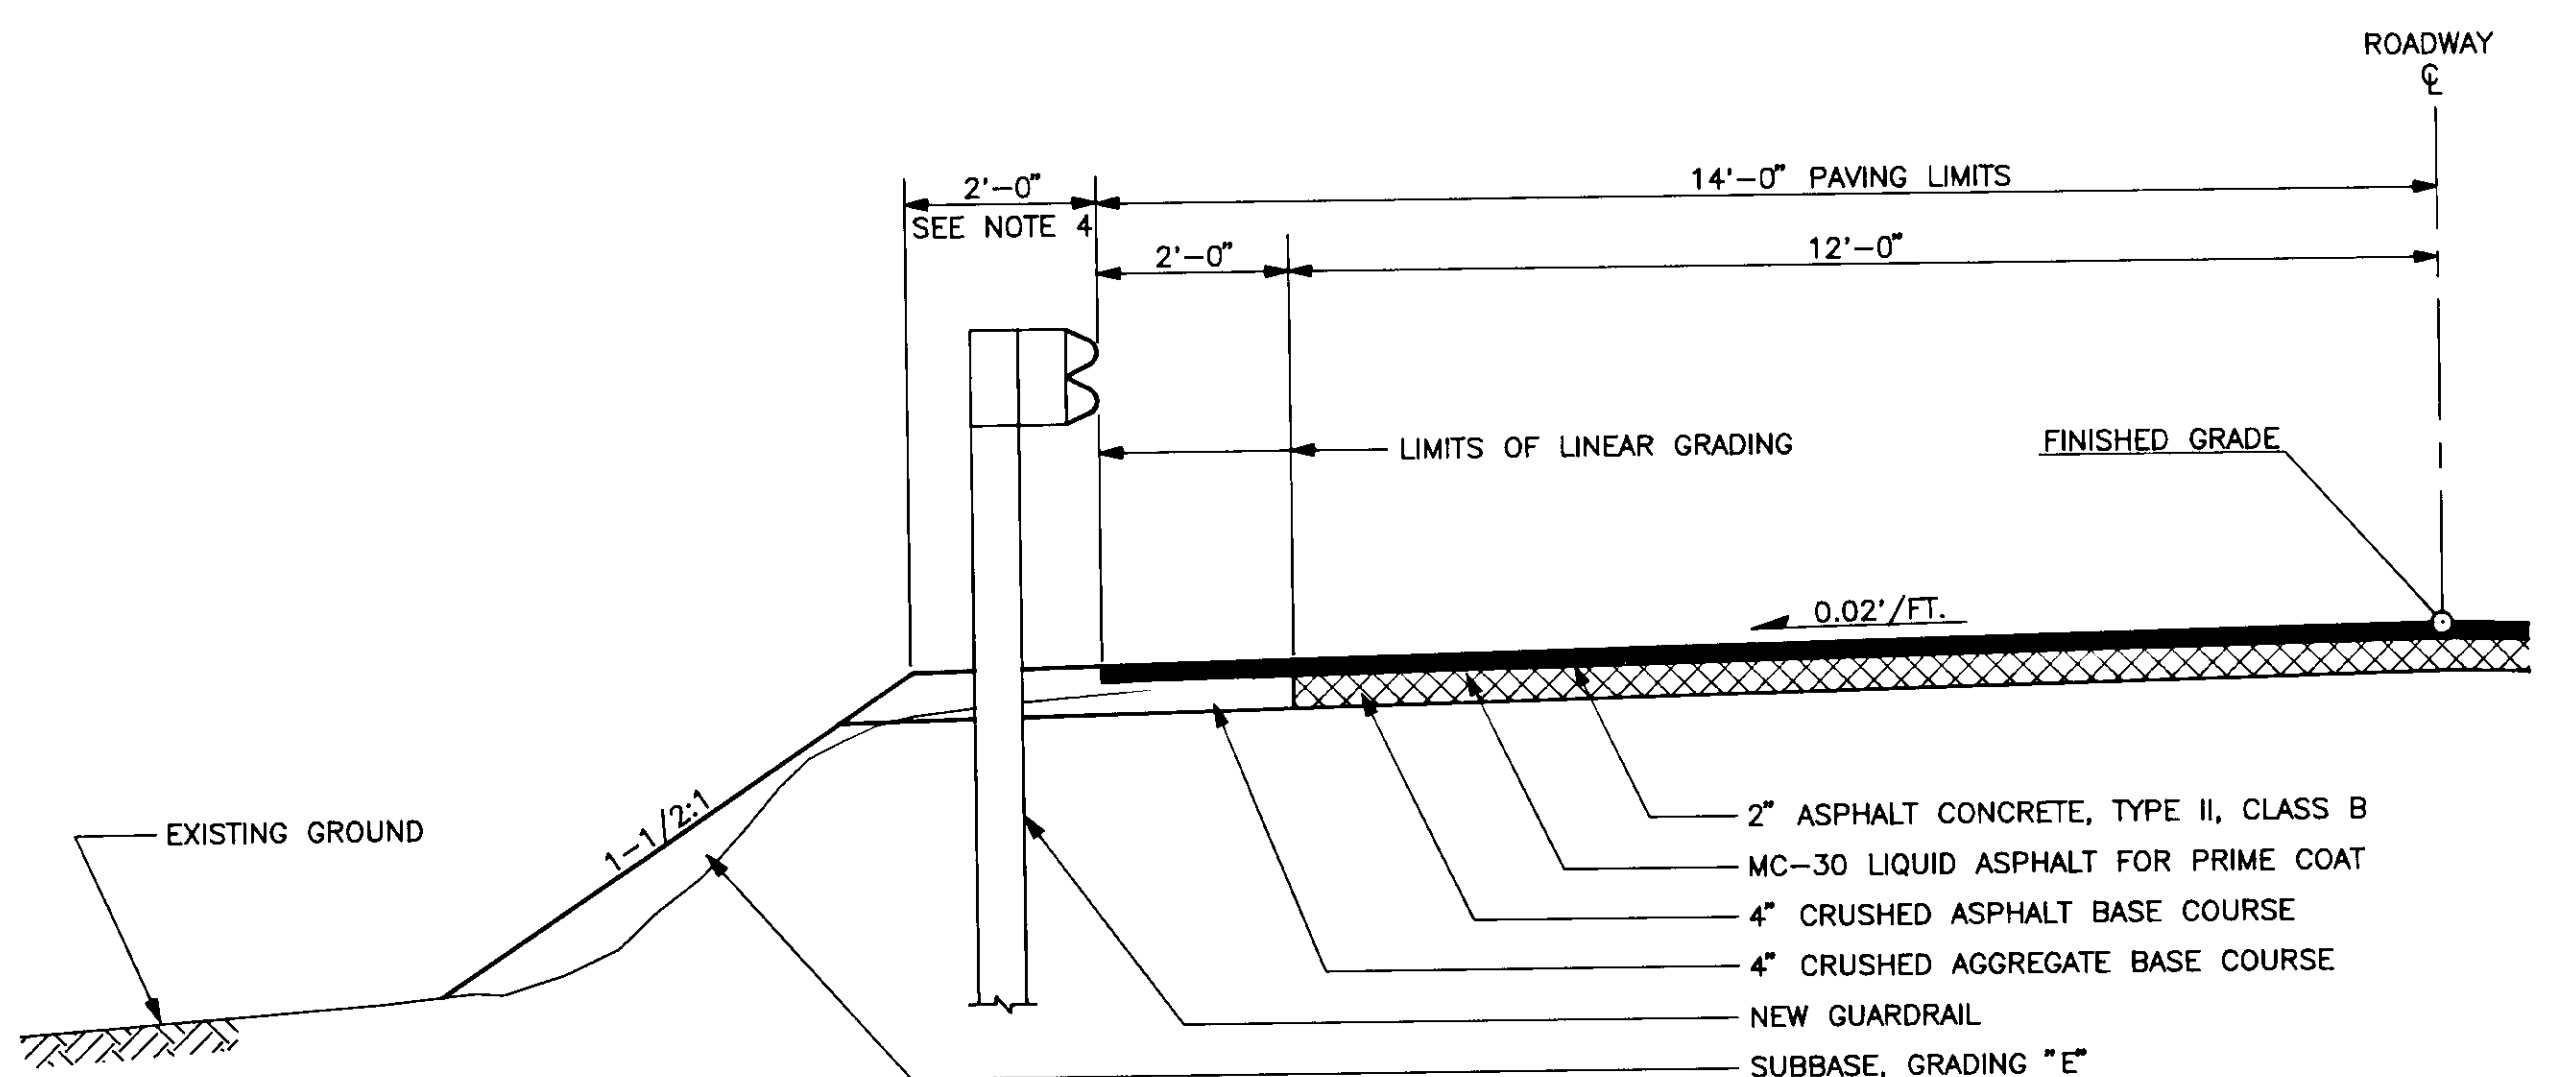 ROADWAY
℄
14'-0" PAVING LIMITS
2'-0"
SEE NOTE 4
2'-0"
12'-0"
LIMITS OF LINEAR GRADING
FINISHED GRADE
0.02'/FT.
1-1/2:1
EXISTING GROUND
2" ASPHALT CONCRETE, TYPE II, CLASS B
MC-30 LIQUID ASPHALT FOR PRIME COAT
4" CRUSHED ASPHALT BASE COURSE
4" CRUSHED AGGREGATE BASE COURSE
NEW GUARDRAIL
SUBBASE, GRADING "E"